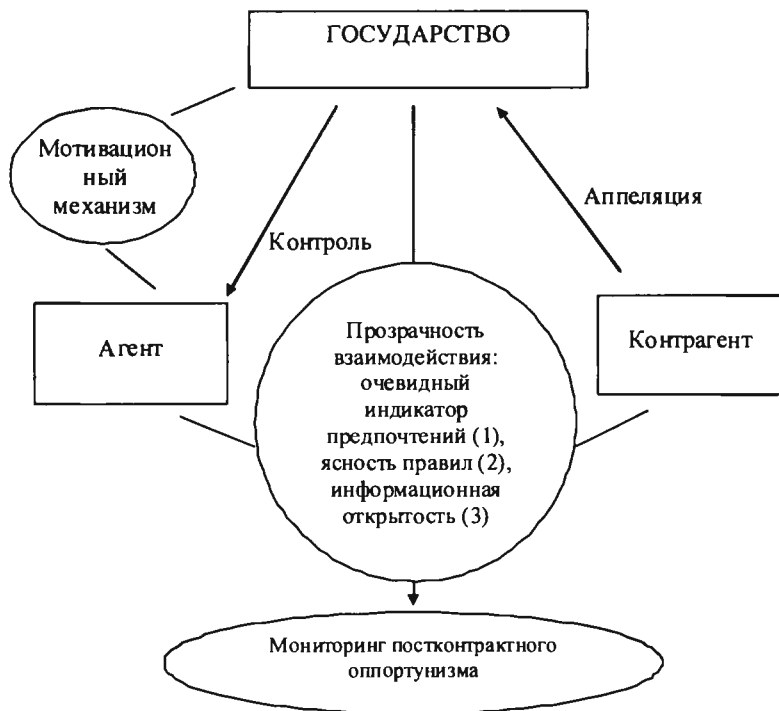 ГОСУДАРСТВО
Мотивацион
ный
механизм
Аппеляция
Контроль
Агент
Прозрачность
взаимодействия:
очевидный
индикатор
предпочтений (1),
ясность правил (2),
информационная
открытость (3)
Контрагент
Мониторинг постконтрактного
оппортунизма